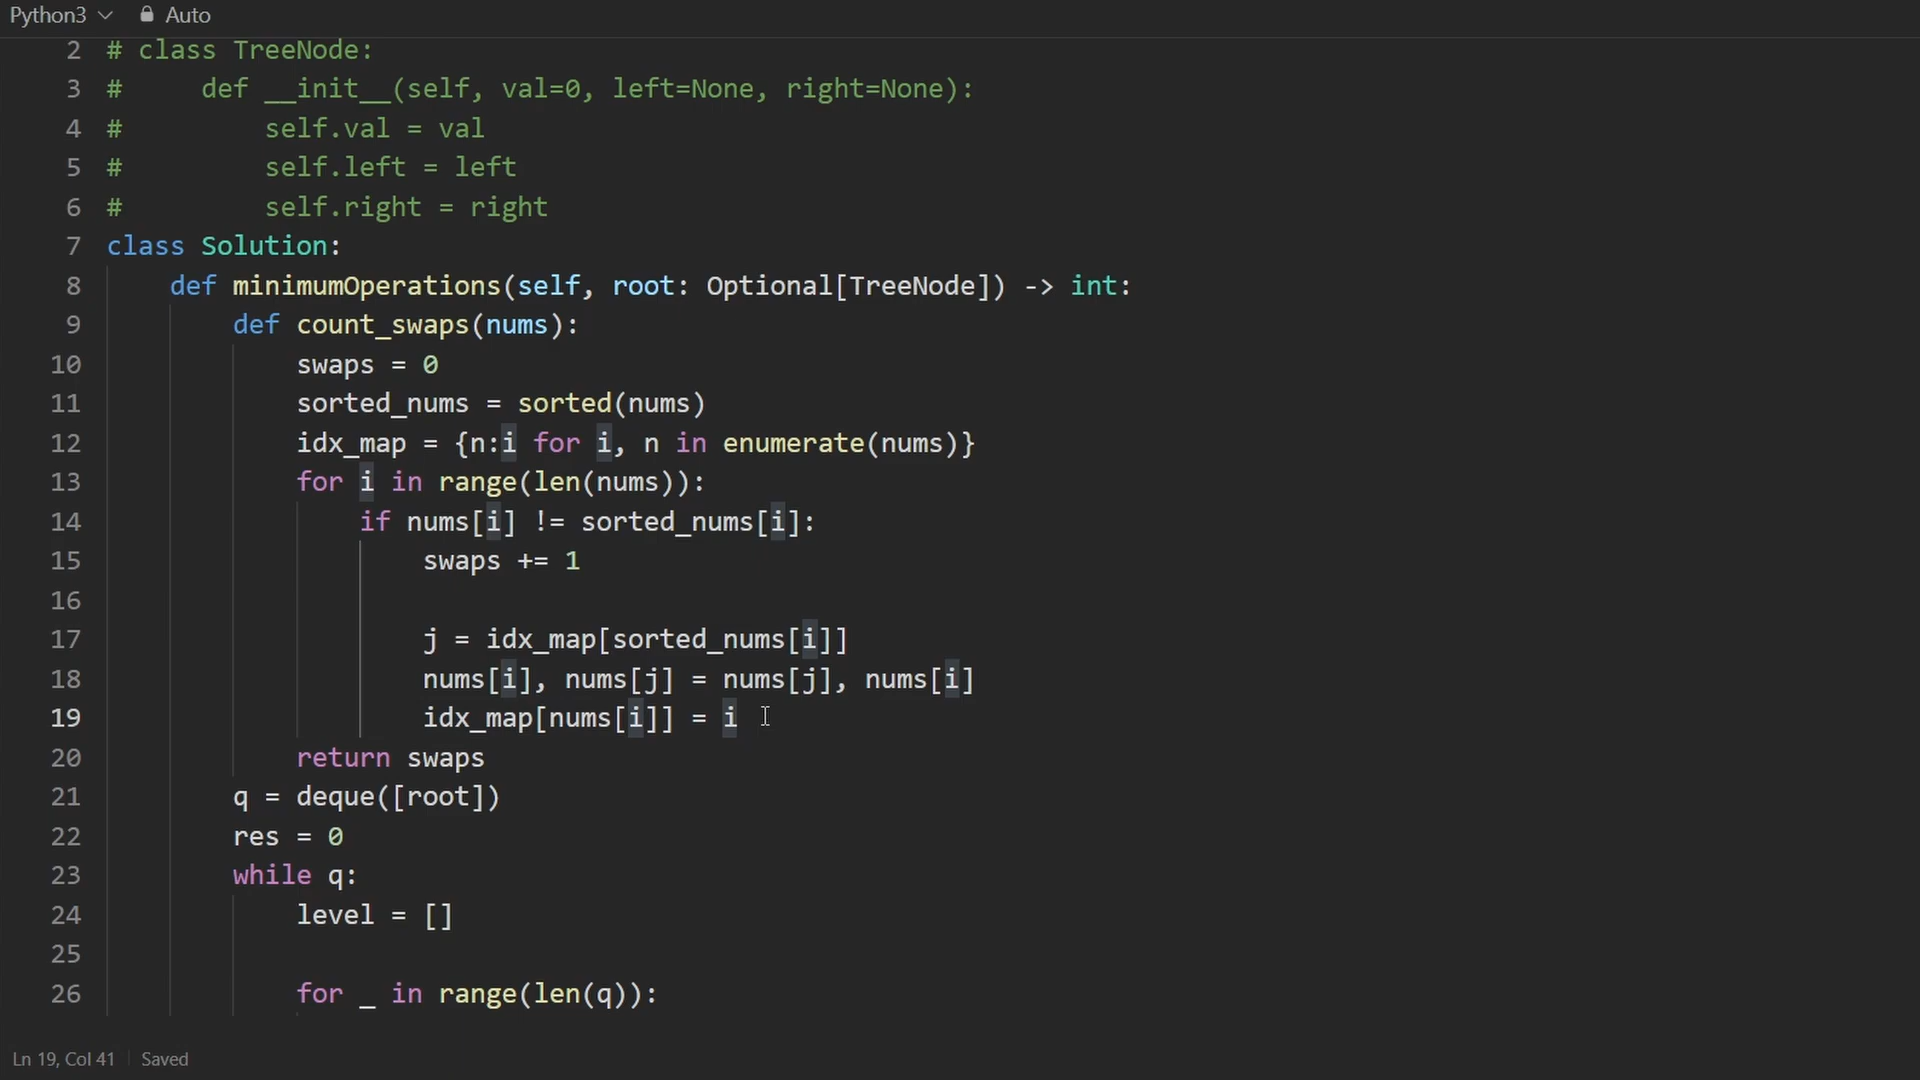 Python3 Auto
2 # class TreeNode:
3 #     def __init__(self, val=0, left=None, right=None):
4 #         self.val = val
5 #         self.left = left
6 #         self.right = right
7 class Solution:
8     def minimumOperations(self, root: Optional[TreeNode]) -> int:
9         def count_swaps(nums):
10             swaps = 0
11             sorted_nums = sorted(nums)
12             idx_map = {n:i for i, n in enumerate(nums)}
13             for i in range(len(nums)):
14                 if nums[i] != sorted_nums[i]:
15                     swaps += 1
16
17                     j = idx_map[sorted_nums[i]]
18                     nums[i], nums[j] = nums[j], nums[i]
19                     idx_map[nums[i]] = i
20             return swaps
21         q = deque([root])
22         res = 0
23         while q:
24             level = []
25
26             for _ in range(len(q)):
Ln 19, Col 41 Saved